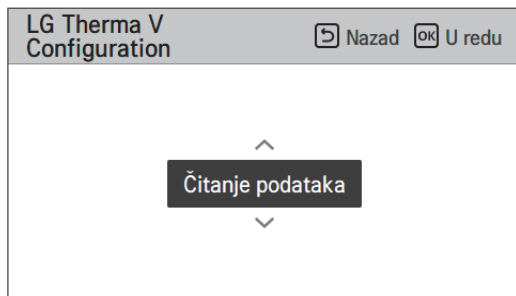 LG Therma V
Configuration
Nazad
OK U redu
Čitanje podataka